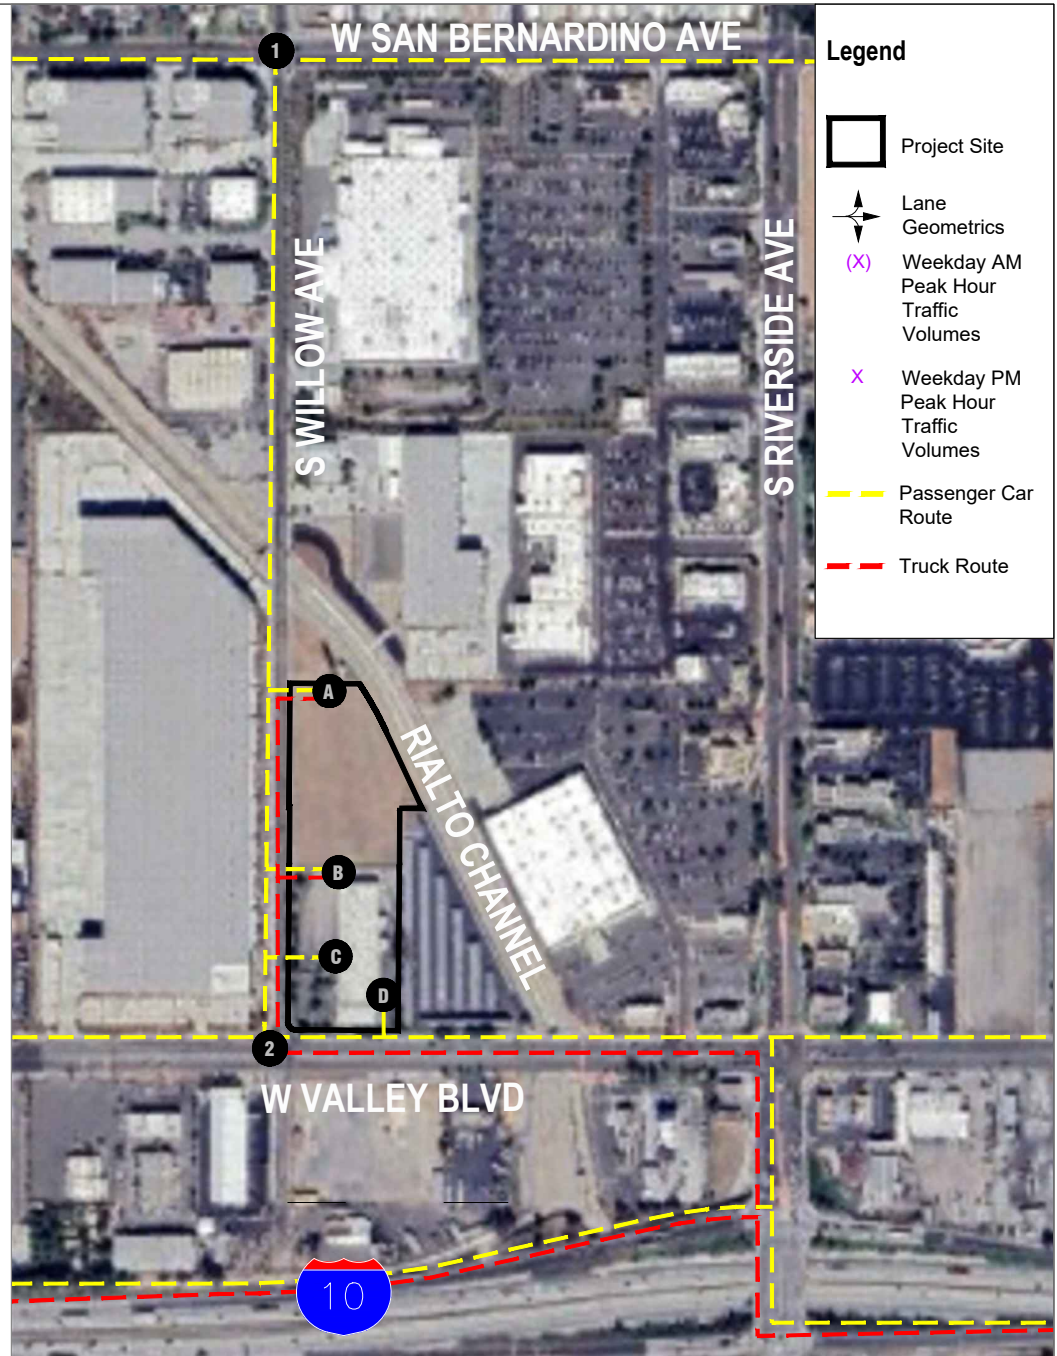 1
W SAN BERNARDINO AVE
Legend
Project Site
Lane
Geometrics
(X)
Weekday AM
Peak Hour
Traffic
Volumes
X
Weekday PM
Peak Hour
Traffic
Volumes
Passenger Car
Route
Truck Route
S WILLOW AVE
S RIVERSIDE AVE
A
RIALTO CHANNEL
B
C
D
2
W VALLEY BLVD
10